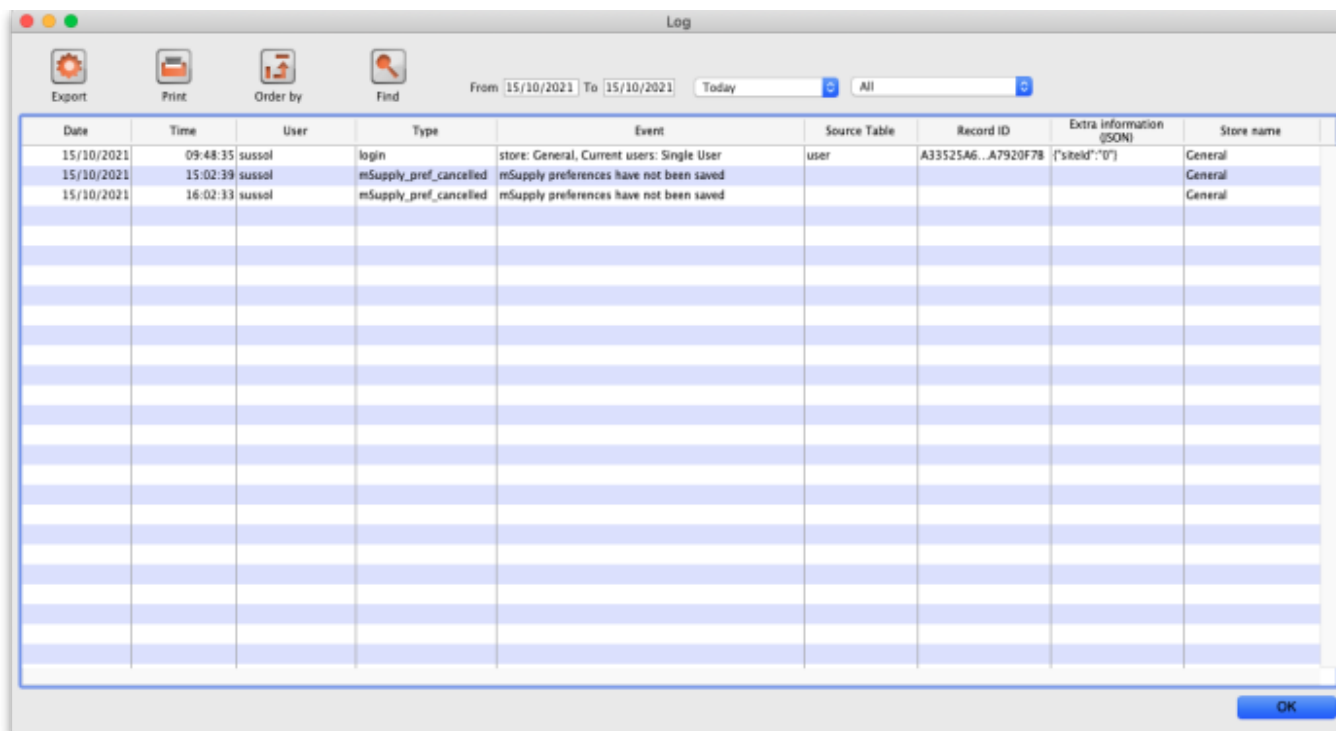 Log
Export Print Order by Find From 15/10/2021 To 15/10/2021 Today All
Date Time User Type Event Source Table Record ID Extra information (JSON) Store name
15/10/2021 09:48:35 sussol login store: General, Current users: Single User user A33525A6...A7920F7B {"siteId":"0"} General
15/10/2021 15:02:39 sussol mSupply_pref_cancelled mSupply preferences have not been saved General
15/10/2021 16:02:33 sussol mSupply_pref_cancelled mSupply preferences have not been saved General
OK